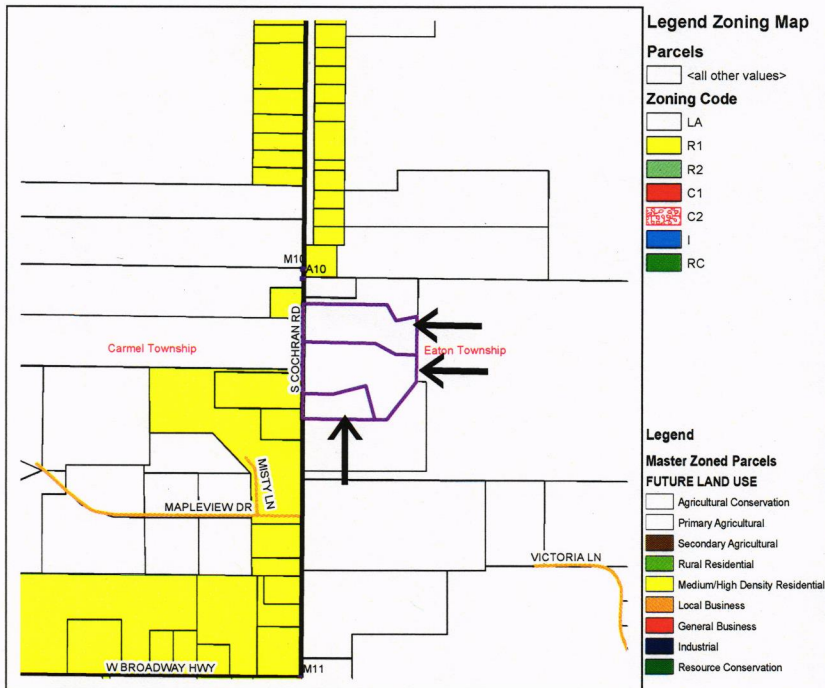 M10
A10
S COCHRAN RD
Carmel Township
Eaton Township
MISTY LN
MAPLEVIEW DR
VICTORIA LN
W BROADWAY HWY
M11
Legend Zoning Map
Parcels
<all other values>
Zoning Code
LA
R1
R2
C1
C2
I
RC
Legend
Master Zoned Parcels
FUTURE LAND USE
Agricultural Conservation
Primary Agricultural
Secondary Agricultural
Rural Residential
Medium/High Density Residential
Local Business
General Business
Industrial
Resource Conservation